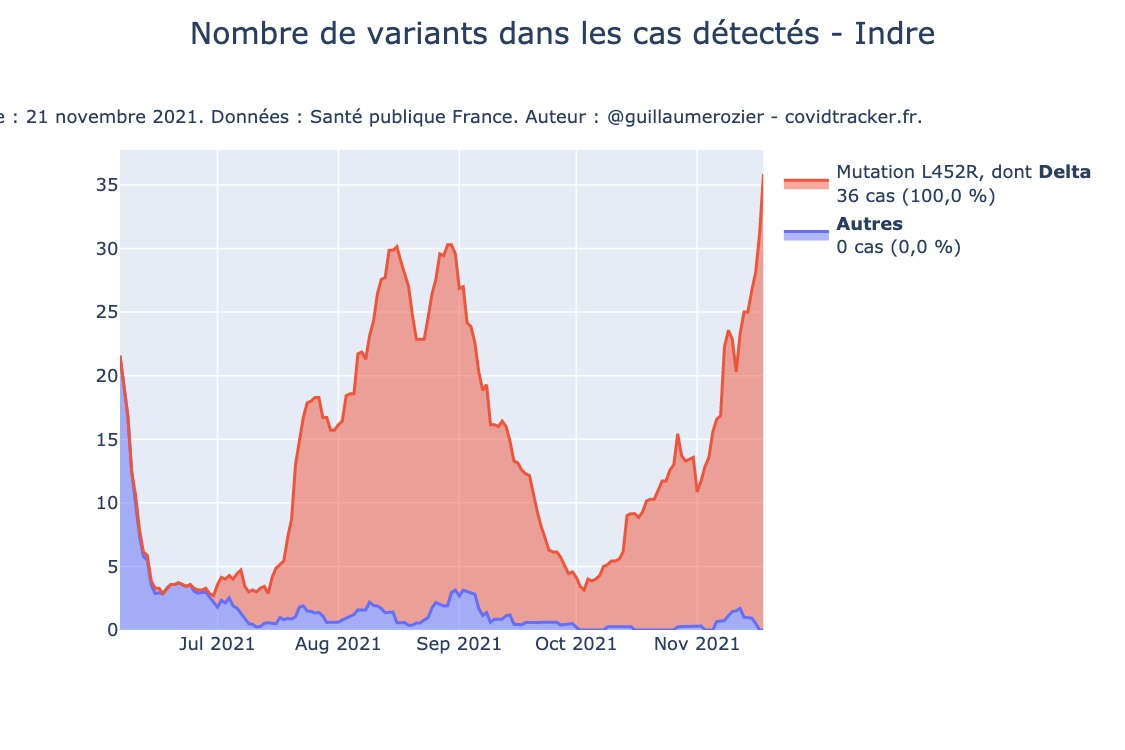 Nombre de variants dans les cas détectés - Indre
: 21 novembre 2021. Données : Santé publique France. Auteur : @guillaumerozier - covidtracker.fr.
Mutation L452R, dont Delta
36 cas (100,0 %)
Autres
0 cas (0,0 %)
35
30
25
20
15
10
5
0
Jul 2021
Aug 2021
Sep 2021
Oct 2021
Nov 2021